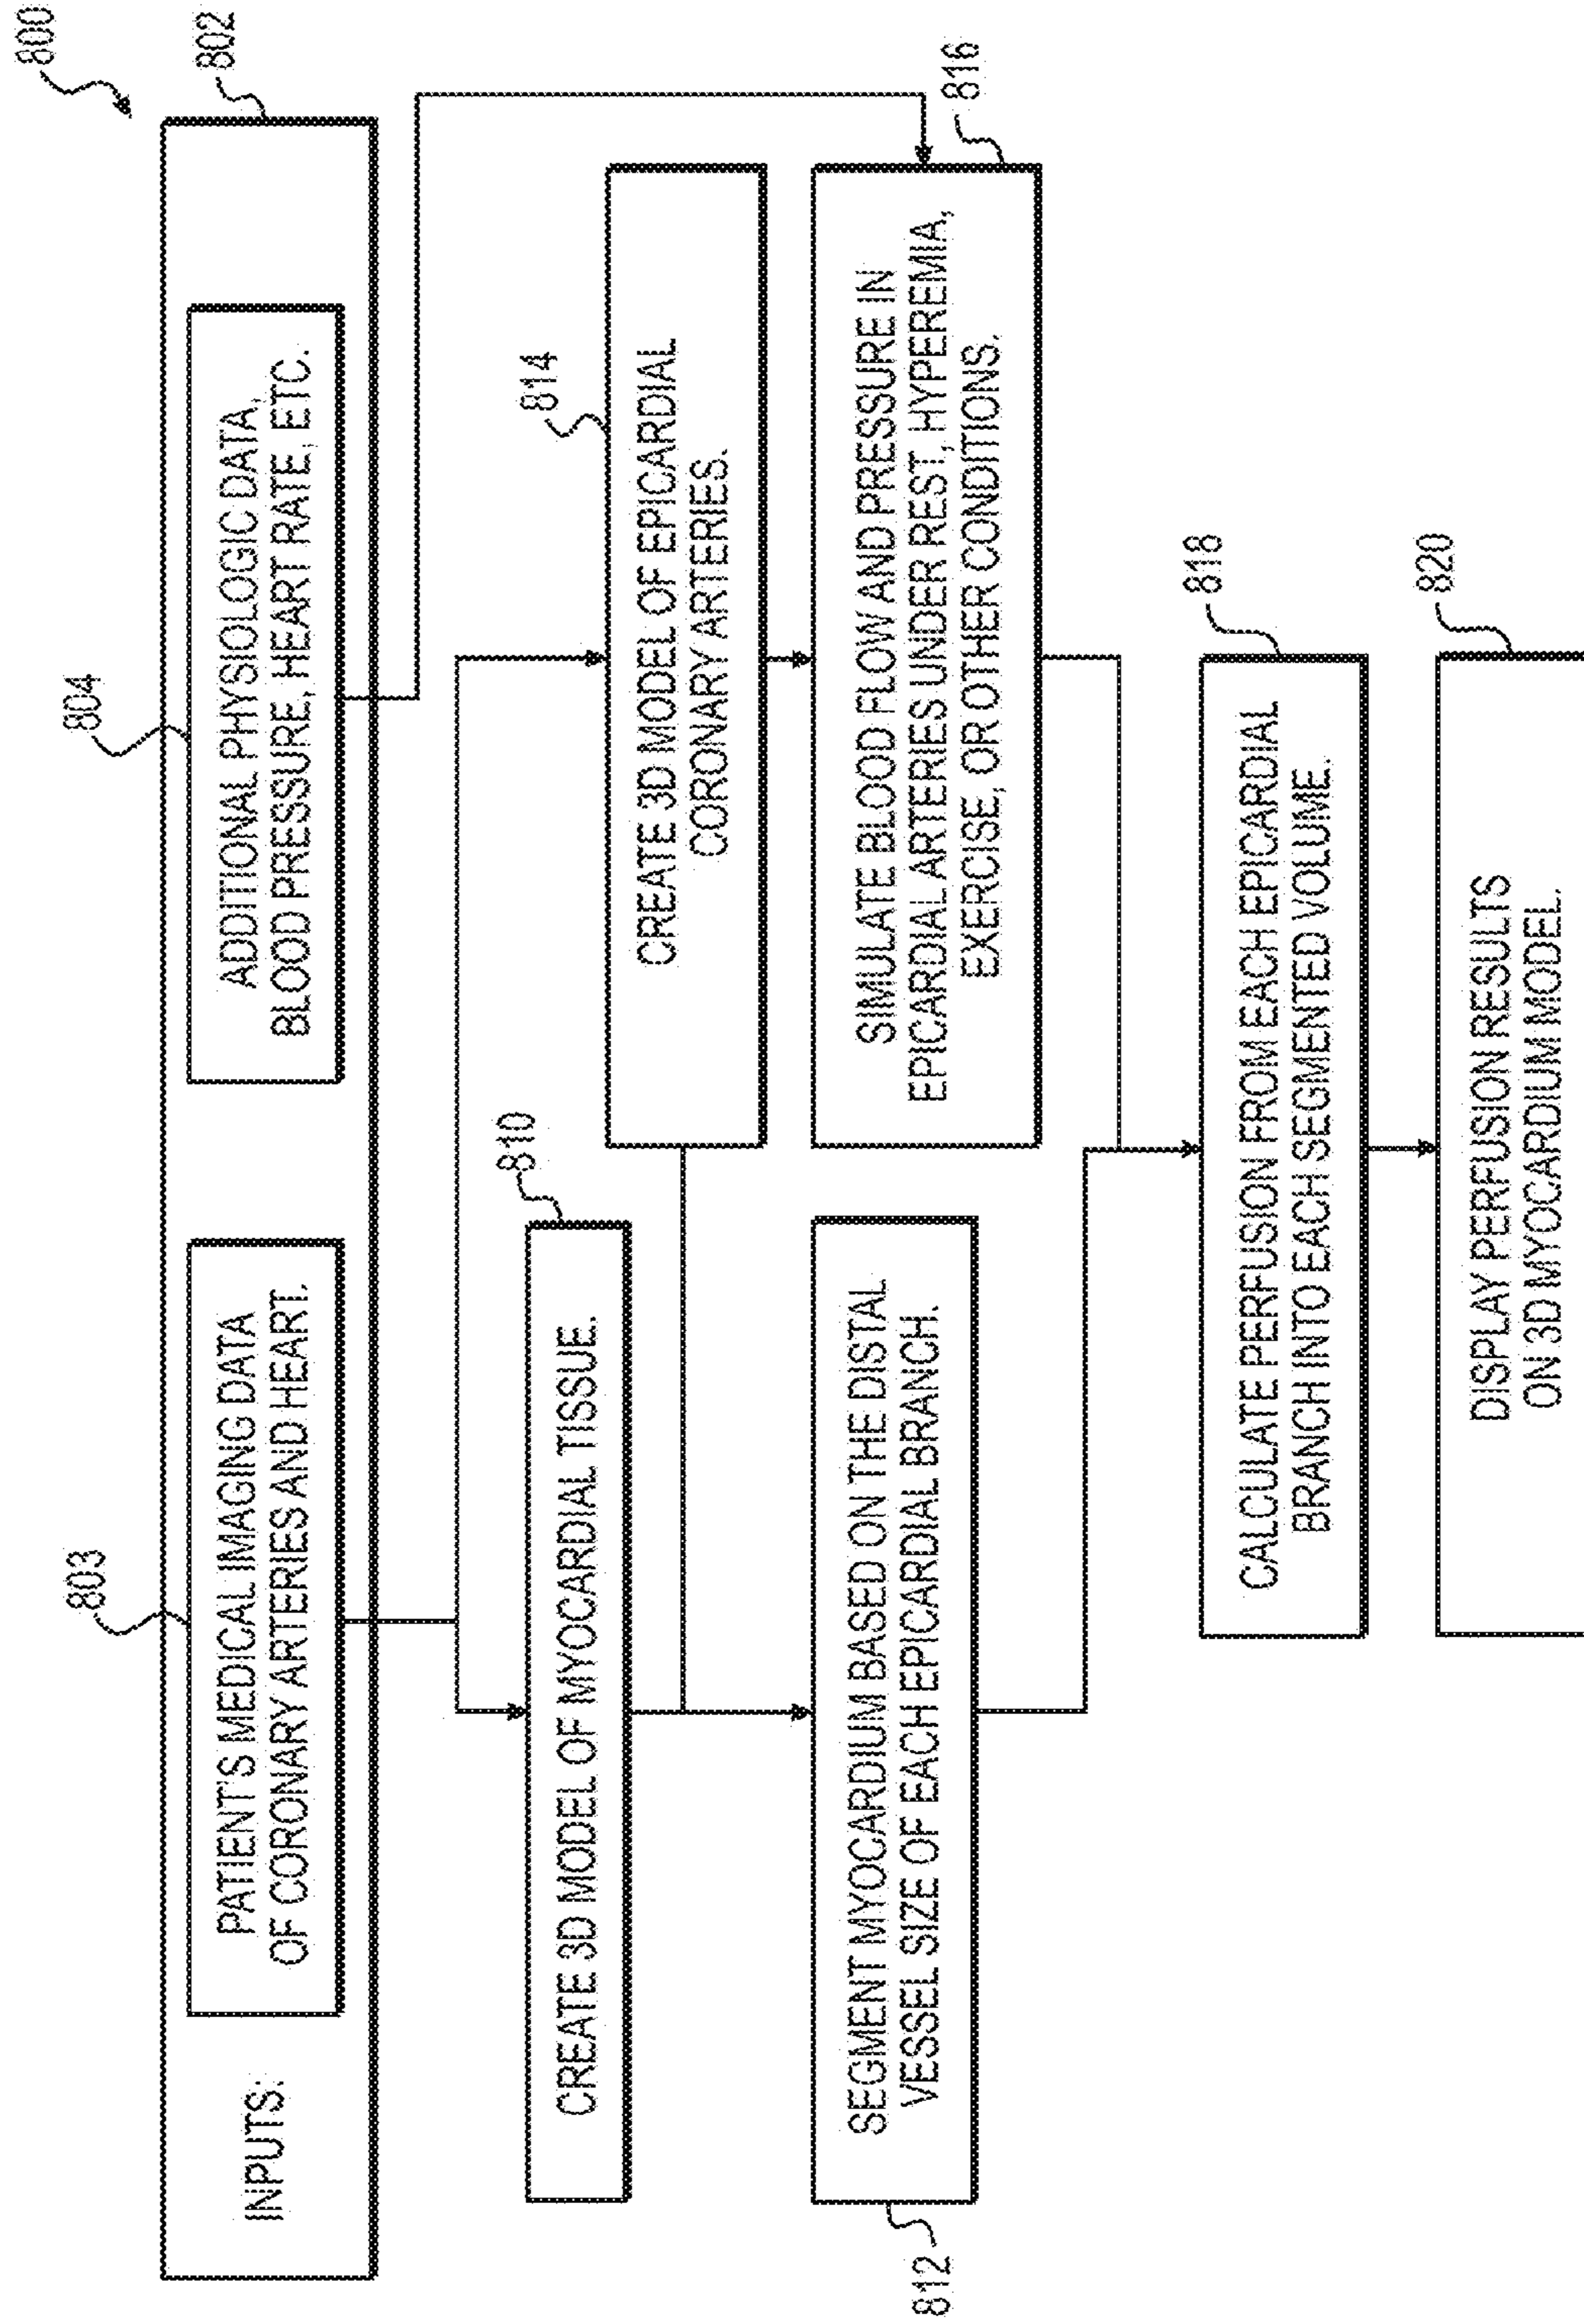 800
802
INPUTS:
803
PATIENT'S MEDICAL IMAGING DATA
OF CORONARY ARTERIES AND HEART.
804
ADDITIONAL PHYSIOLOGIC DATA,
BLOOD PRESSURE, HEART RATE, ETC.
810
CREATE 3D MODEL OF MYOCARDIAL TISSUE.
814
CREATE 3D MODEL OF EPICARDIAL
CORONARY ARTERIES.
812
SEGMENT MYOCARDIUM BASED ON THE DISTAL
VESSEL SIZE OF EACH EPICARDIAL BRANCH.
816
SIMULATE BLOOD FLOW AND PRESSURE IN
EPICARDIAL ARTERIES UNDER REST, HYPEREMIA,
EXERCISE, OR OTHER CONDITIONS.
818
CALCULATE PERFUSION FROM EACH EPICARDIAL
BRANCH INTO EACH SEGMENTED VOLUME.
820
DISPLAY PERFUSION RESULTS
ON 3D MYOCARDIUM MODEL.